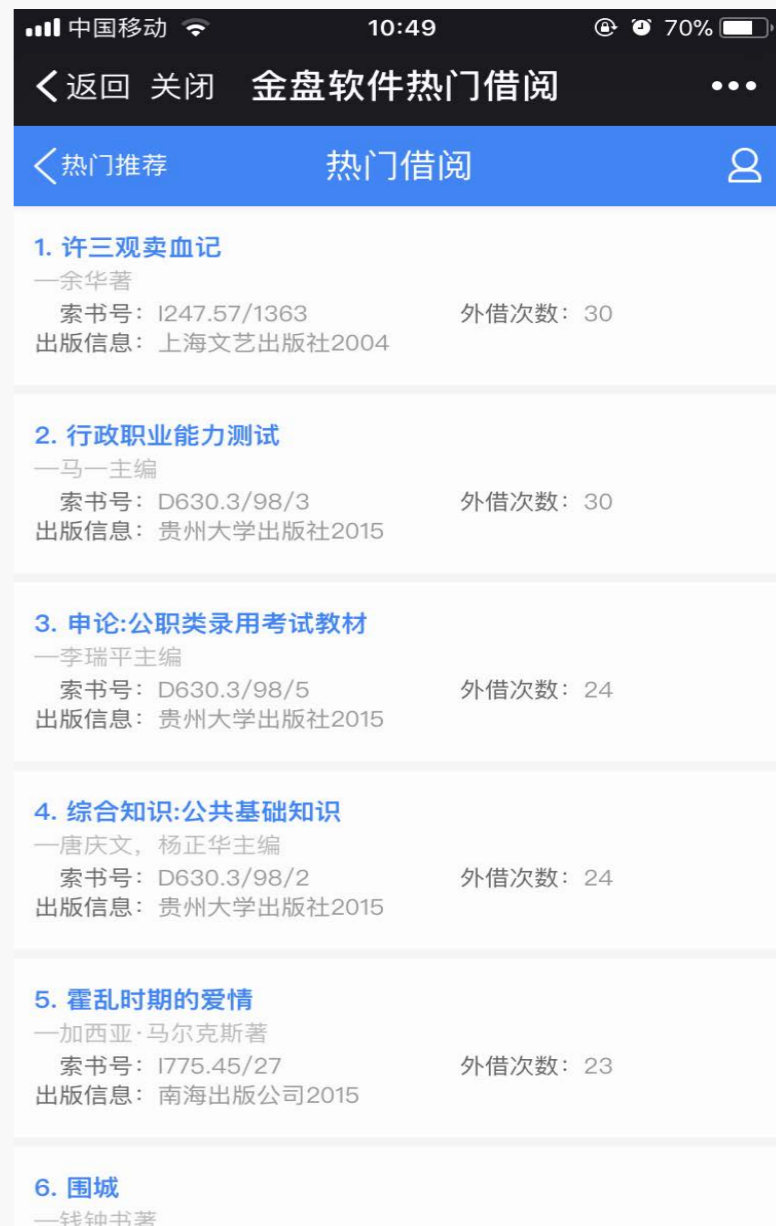 中国移动 10:49 70%
返回 关闭 金盘软件热门借阅
热门推荐 热门借阅
1. 许三观卖血记
—余华著
索书号：I247.57/1363 外借次数：30
出版信息：上海文艺出版社2004
2. 行政职业能力测试
—马一主编
索书号：D630.3/98/3 外借次数：30
出版信息：贵州大学出版社2015
3. 申论:公职类录用考试教材
—李瑞平主编
索书号：D630.3/98/5 外借次数：24
出版信息：贵州大学出版社2015
4. 综合知识:公共基础知识
—唐庆文，杨正华主编
索书号：D630.3/98/2 外借次数：24
出版信息：贵州大学出版社2015
5. 霍乱时期的爱情
—加西亚·马尔克斯著
索书号：I775.45/27 外借次数：23
出版信息：南海出版公司2015
6. 围城
—钱钟书著